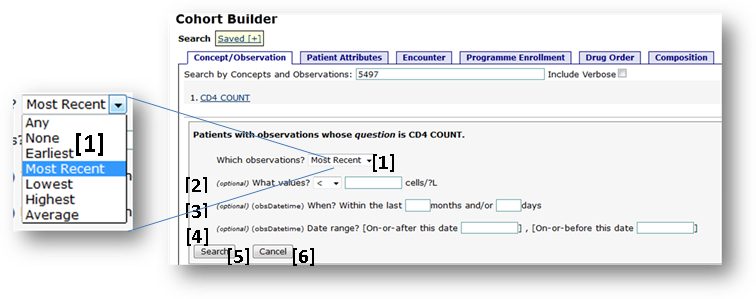 Cohort Builder
Search Saved [+]
Concept/Observation Patient Attributes Encounter Programme Enrollment Drug Order Composition
Search by Concepts and Observations: 5497 Include Verbose
1. CD4 COUNT
Patients with observations whose question is CD4 COUNT.
Which observations? Most Recent [1]
[2] (optional) What values? < cells/?L
[3] (optional) (obsDatetime) When? Within the last months and/or days
[4] (optional) (obsDatetime) Date range? [On-or-after this date ] , [On-or-before this date ]
Search [5] Cancel [6]
? Most Recent
Any
None
Earliest [1]
Most Recent
Lowest
Highest
Average